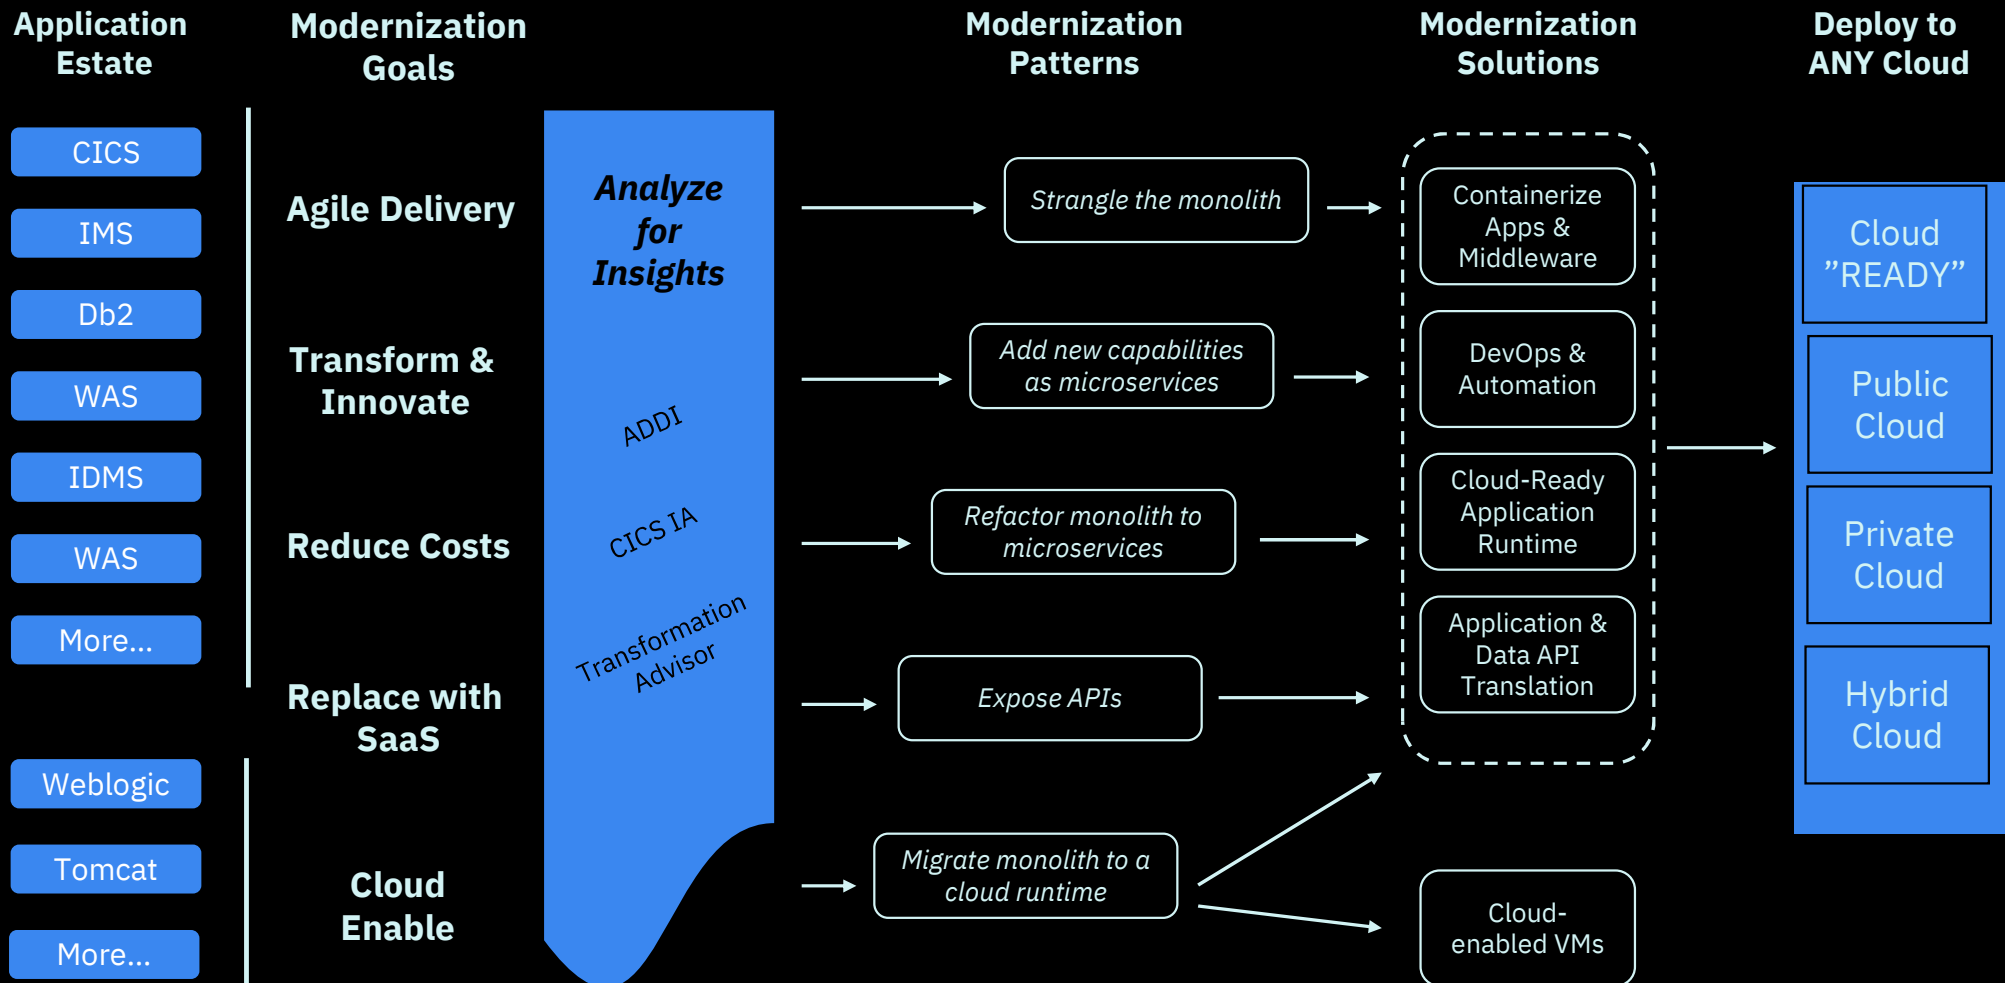 Application
Estate
Modernization
Goals
Modernization
Patterns
Modernization
Solutions
Deploy to
ANY Cloud
CICS
IMS
Db2
WAS
IDMS
WAS
More...
Weblogic
Tomcat
More...
Agile Delivery
Transform &
Innovate
Reduce Costs
Replace with
SaaS
Cloud
Enable
Analyze
for
Insights
ADDI
CICS IA
Transformation
Advisor
Strangle the monolith
Add new capabilities
as microservices
Refactor monolith to
microservices
Expose APIs
Migrate monolith to a
cloud runtime
Containerize
Apps &
Middleware
DevOps &
Automation
Cloud-Ready
Application
Runtime
Application &
Data API
Translation
Cloud-
enabled VMs
Cloud
”READY”
Public
Cloud
Private
Cloud
Hybrid
Cloud